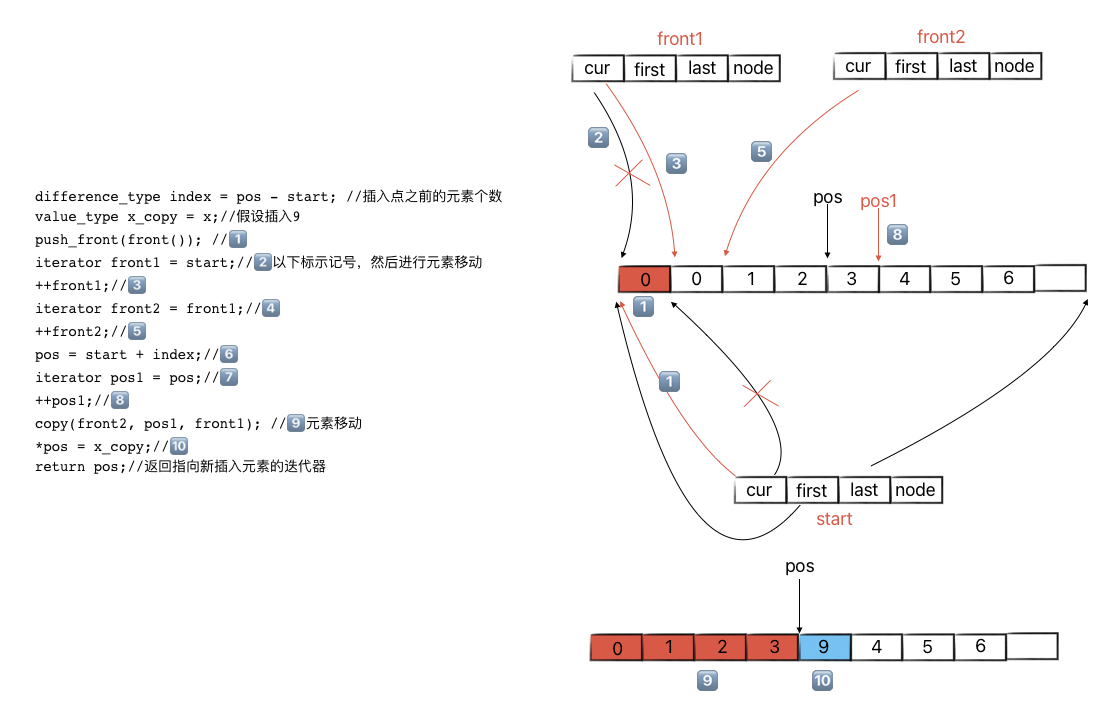 difference_type index = pos - start; //插入点之前的元素个数
value_type x_copy = x;//假设插入9
push_front(front()); //1
iterator front1 = start;//2以下标示记号，然后进行元素移动
++front1;//3
iterator front2 = front1;//4
++front2;//5
pos = start + index;//6
iterator pos1 = pos;//7
++pos1;//8
copy(front2, pos1, front1); //9元素移动
*pos = x_copy;//10
return pos;//返回指向新插入元素的迭代器
front1
cur first last node
front2
cur first last node
2
3
5
pos
pos1
8
0 0 1 2 3 4 5 6
1
1
cur first last node
start
pos
0 1 2 3 9 4 5 6
9
10